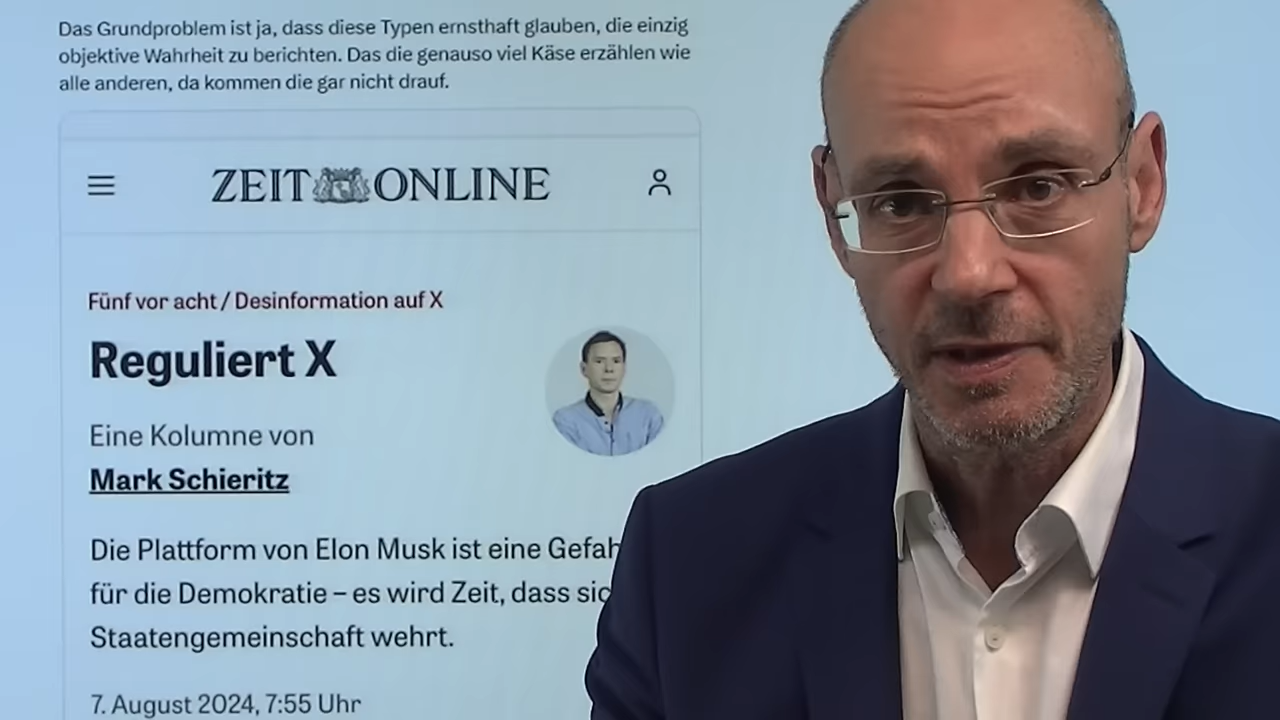 Das Grundproblem ist ja, dass diese Typen ernsthaft glauben, die einzig
objektive Wahrheit zu berichten. Das die genauso viel Käse erzählen wie
alle anderen, da kommen die gar nicht drauf.
ZEIT ONLINE
Fünf vor acht / Desinformation auf X
Reguliert X
Eine Kolumne von
Mark Schieritz
Die Plattform von Elon Musk ist eine Gefah
für die Demokratie – es wird Zeit, dass sic
Staatengemeinschaft wehrt.
7. August 2024, 7:55 Uhr